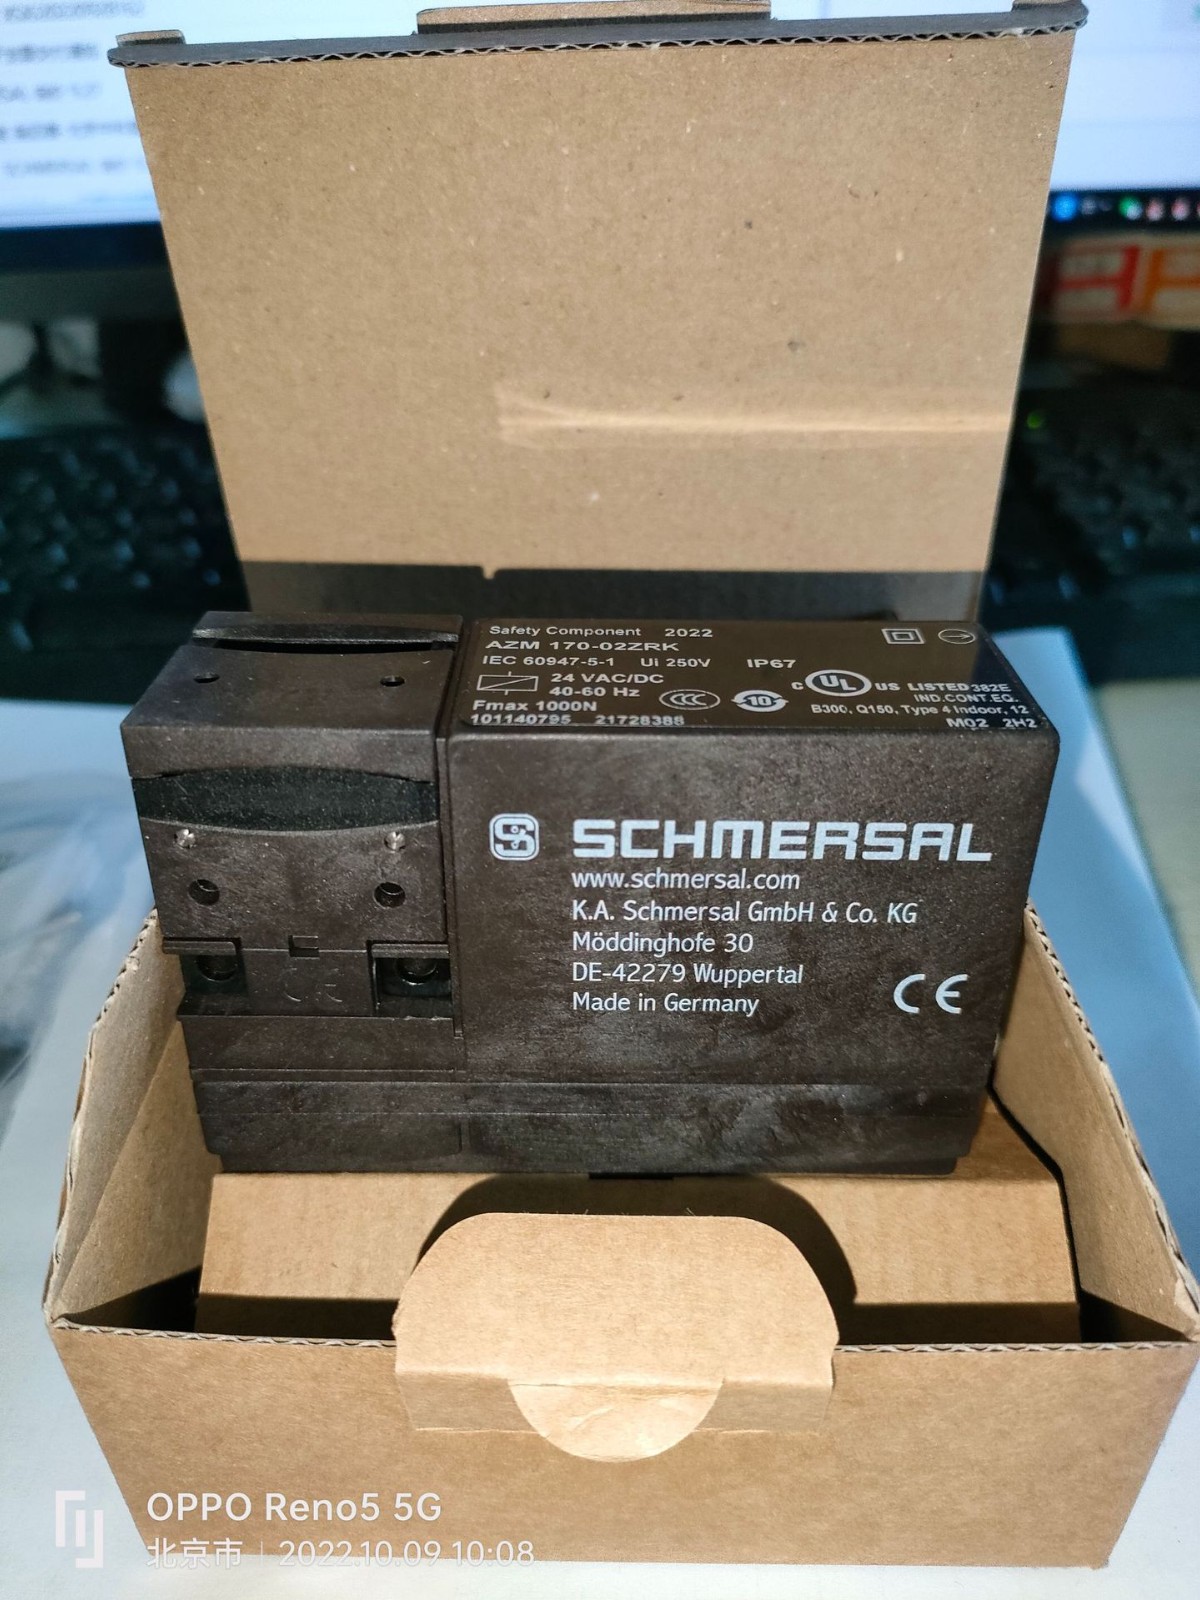 Safety Component 2022
AZM 170-02ZRK
IEC 60947-5-1 Ui 250V IP67
24 VAC/DC
40-60 Hz
Fmax 1000N
101140795 21728388
CCC
10
C UL US LISTED 382E
IND.CONT.EQ.
B300, Q150, Type 4 Indoor, 12
M02 2H2
S SCHMERSAL
www.schmersal.com
K.A. Schmersal GmbH & Co. KG
Möddinghofe 30
DE-42279 Wuppertal
Made in Germany
CE
OPPO Reno5 5G
北京市 | 2022.10.09 10:08